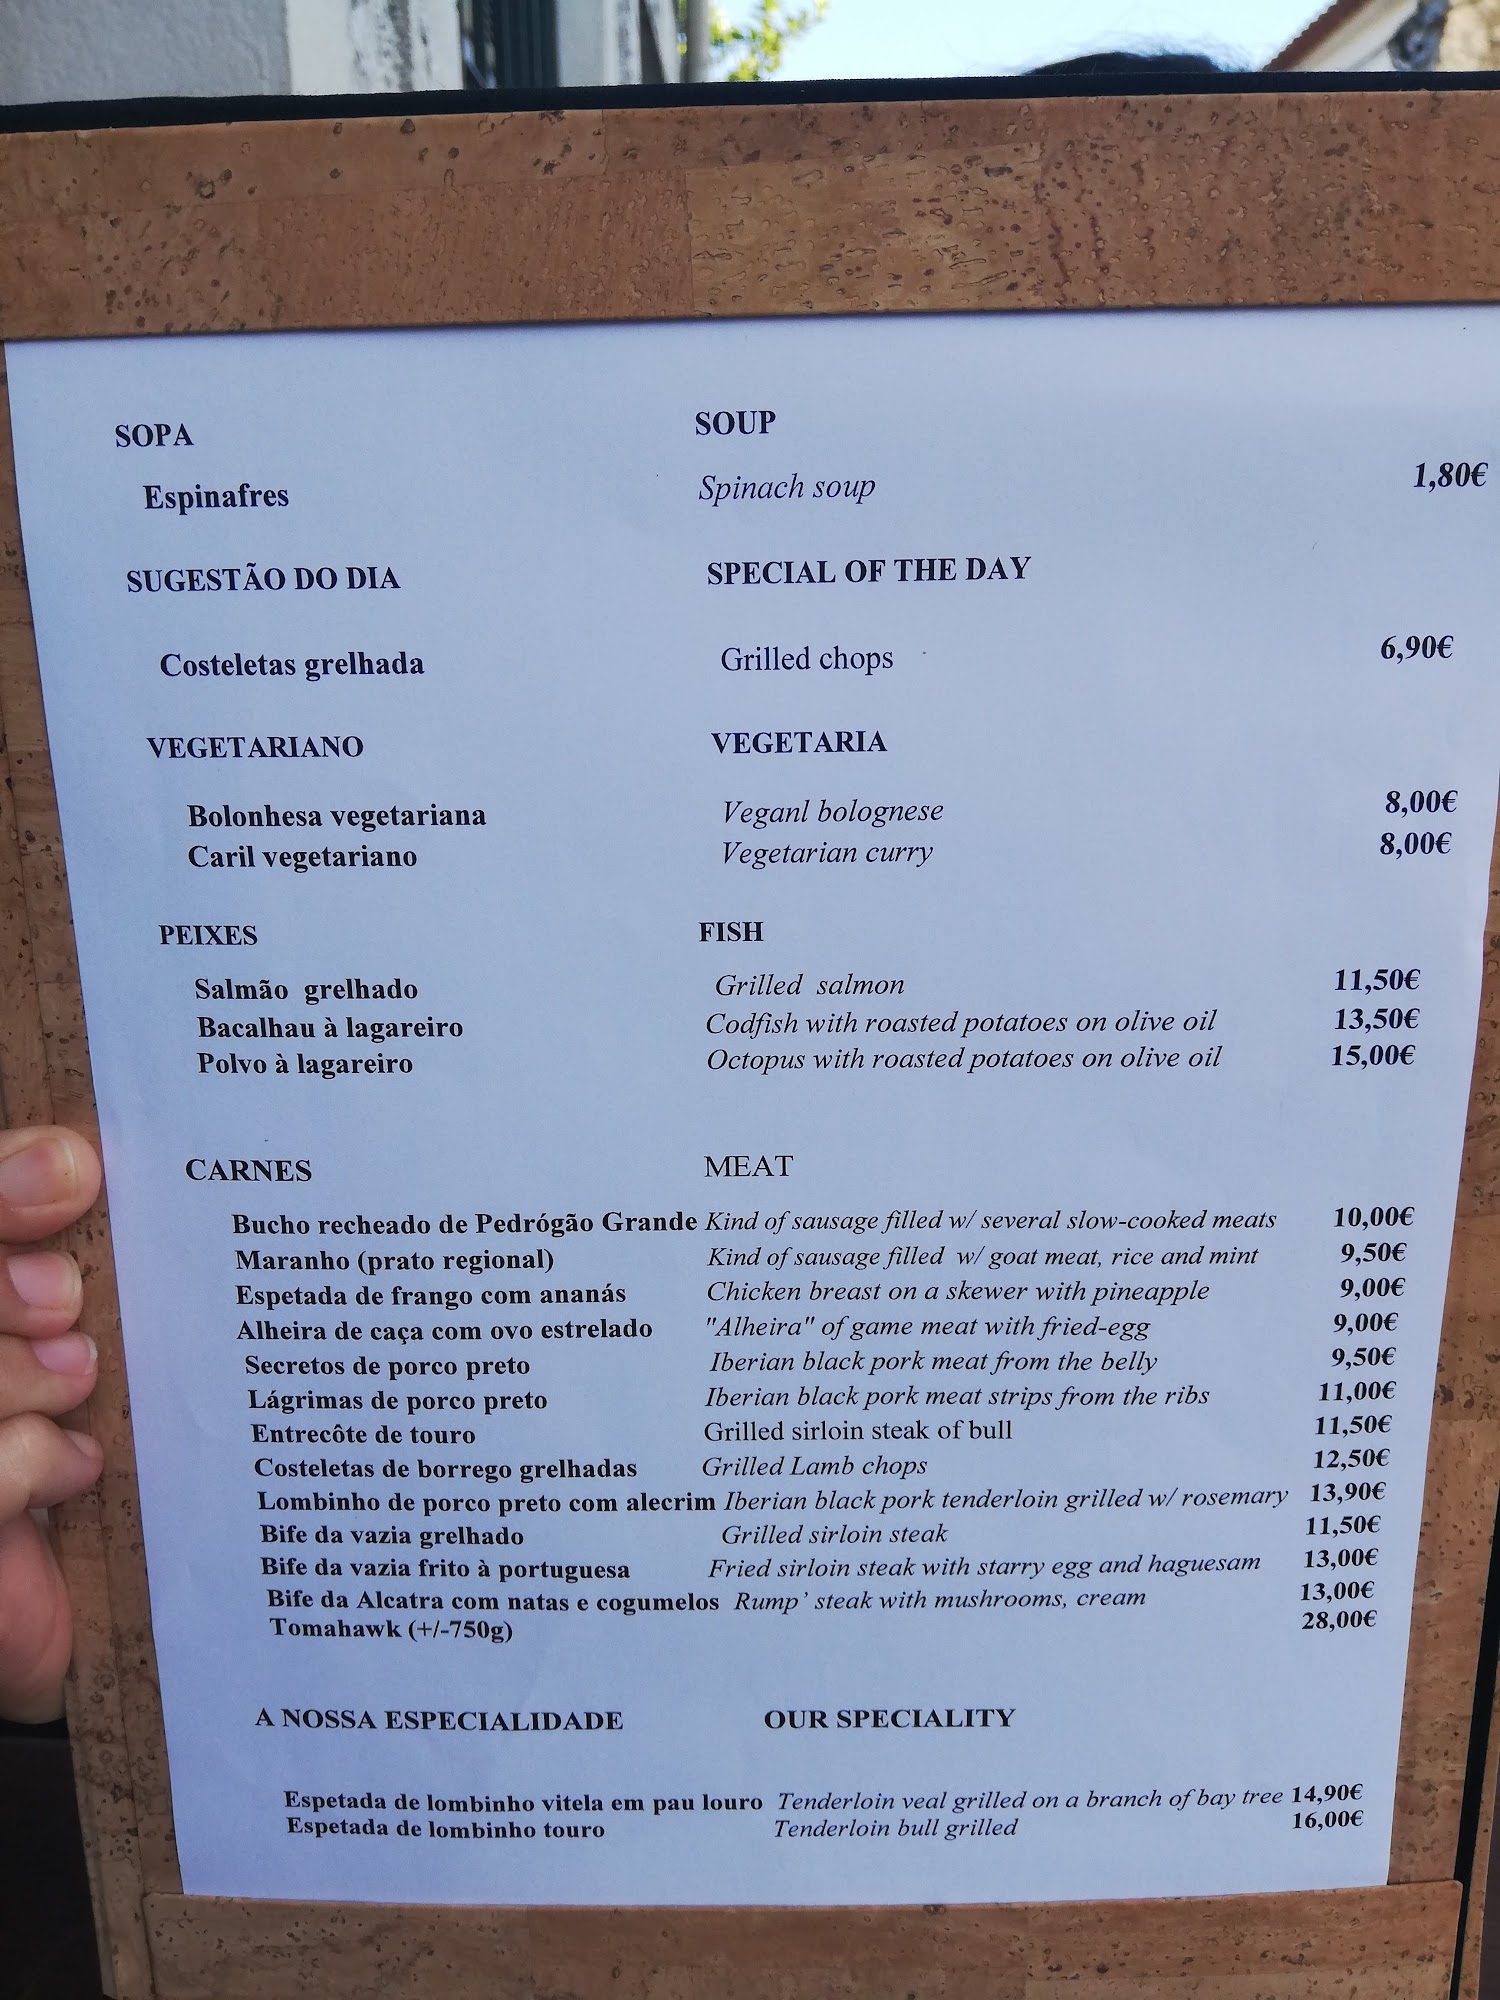 SOPA SOUP
Espinafres Spinach soup 1,80€
SUGESTÃO DO DIA SPECIAL OF THE DAY
Costeletas grelhada Grilled chops 6,90€
VEGETARIANO VEGETARIA
Bolonhesa vegetariana Veganl bolognese 8,00€
Caril vegetariano Vegetarian curry 8,00€
PEIXES FISH
Salmão grelhado Grilled salmon 11,50€
Bacalhau à lagareiro Codfish with roasted potatoes on olive oil 13,50€
Polvo à lagareiro Octopus with roasted potatoes on olive oil 15,00€
CARNES MEAT
Bucho recheado de Pedrógão Grande Kind of sausage filled w/ several slow-cooked meats 10,00€
Maranho (prato regional) Kind of sausage filled w/ goat meat, rice and mint 9,50€
Espetada de frango com ananás Chicken breast on a skewer with pineapple 9,00€
Alheira de caça com ovo estrelado "Alheira" of game meat with fried-egg 9,00€
Secretos de porco preto Iberian black pork meat from the belly 9,50€
Lágrimas de porco preto Iberian black pork meat strips from the ribs 11,00€
Entrecôte de touro Grilled sirloin steak of bull 11,50€
Costeletas de borrego grelhadas Grilled Lamb chops 12,50€
Lombinho de porco preto com alecrim Iberian black pork tenderloin grilled w/ rosemary 13,90€
Bife da vazia grelhado Grilled sirloin steak 11,50€
Bife da vazia frito à portuguesa Fried sirloin steak with starry egg and haguesam 13,00€
Bife da Alcatra com natas e cogumelos Rump' steak with mushrooms, cream 13,00€
Tomahawk (+/-750g) 28,00€
A NOSSA ESPECIALIDADE OUR SPECIALITY
Espetada de lombinho vitela em pau louro Tenderloin veal grilled on a branch of bay tree 14,90€
Espetada de lombinho touro Tenderloin bull grilled 16,00€